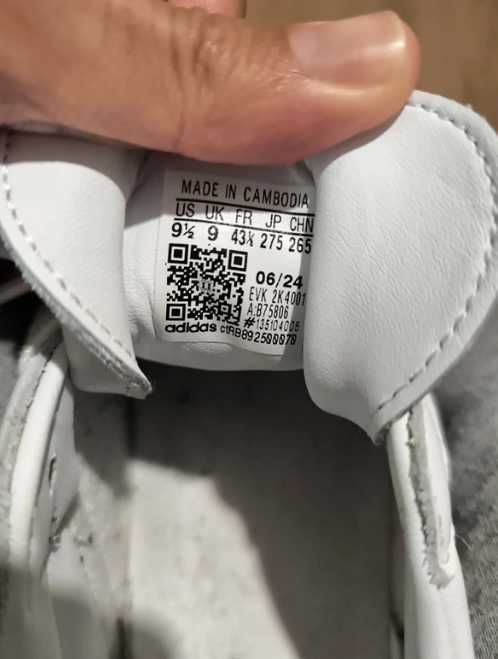 MADE IN CAMBODIA
US UK FR JP CHN
9½ 9 43⅓ 275 265
06/24
EVK 2K4001
A:B75806
#135104006
adidas ctRB892500070